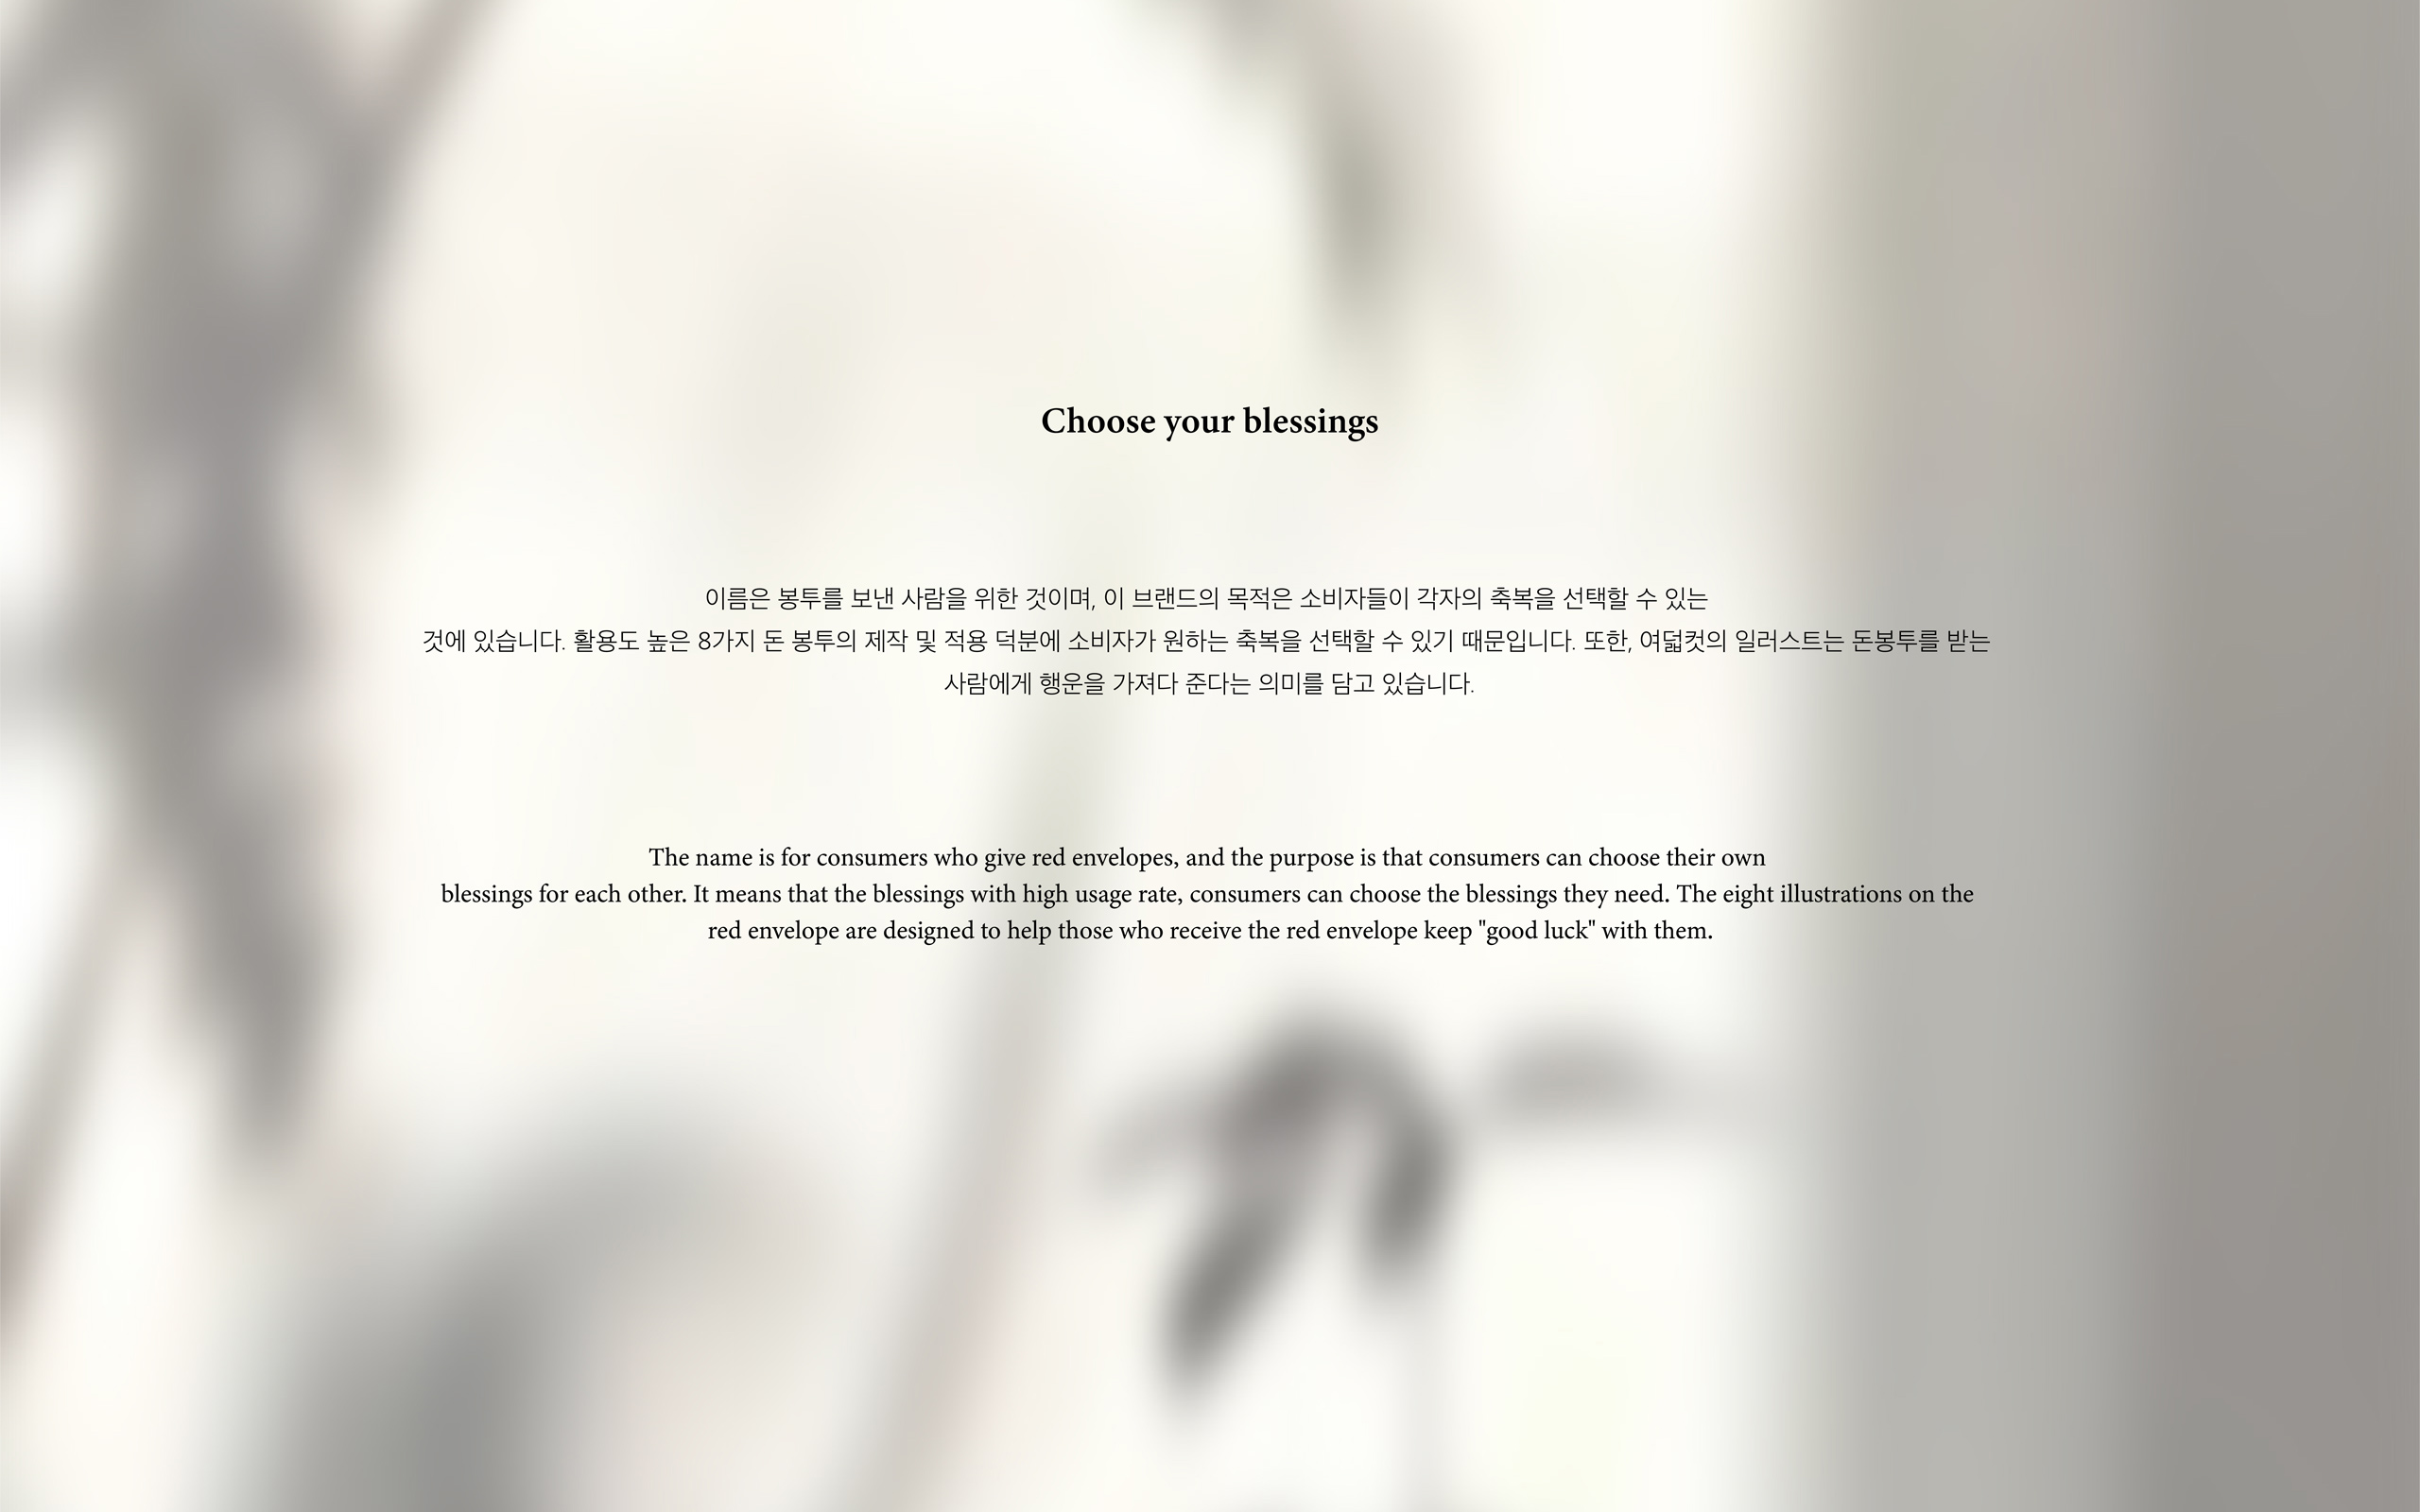 Choose your blessings
이름은 봉투를 보낸 사람을 위한 것이며, 이 브랜드의 목적은 소비자들이 각자의 축복을 선택할 수 있는
것에 있습니다. 활용도 높은 8가지 돈 봉투의 제작 및 적용 덕분에 소비자가 원하는 축복을 선택할 수 있기 때문입니다. 또한, 여덟컷의 일러스트는 돈봉투를 받는
사람에게 행운을 가져다 준다는 의미를 담고 있습니다.
The name is for consumers who give red envelopes, and the purpose is that consumers can choose their own
blessings for each other. It means that the blessings with high usage rate, consumers can choose the blessings they need. The eight illustrations on the
red envelope are designed to help those who receive the red envelope keep "good luck" with them.